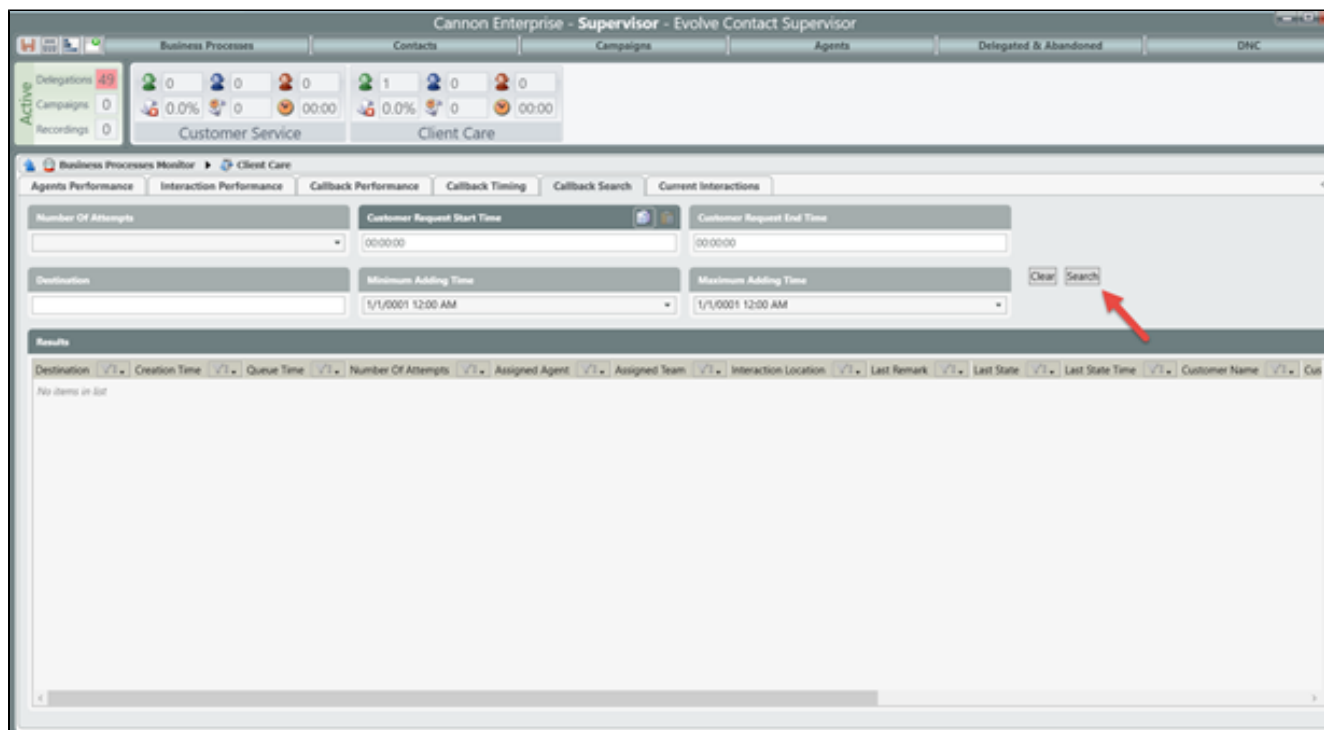 Cannon Enterprise - Supervisor - Evolve Contact Supervisor
Business Processes Contacts Campaigns Agents Delegated & Abandoned DNC
Active
Delegations 49
Campaigns 0
Recordings 0
0 0 0
0.0% 0 00:00
Customer Service
1 0 0
0.0% 0 00:00
Client Care
Business Processes Monitor Client Care
Agents Performance Interaction Performance Callback Performance Callback Timing Callback Search Current Interactions
Number Of Attempts Customer Request Start Time Customer Request End Time
00:00:00 00:00:00
Destination Minimum Adding Time Maximum Adding Time Clear Search
1/1/0001 12:00 AM 1/1/0001 12:00 AM
Results
Destination Creation Time Queue Time Number Of Attempts Assigned Agent Assigned Team Interaction Location Last Remark Last State Last State Time Customer Name Cus
No items in list